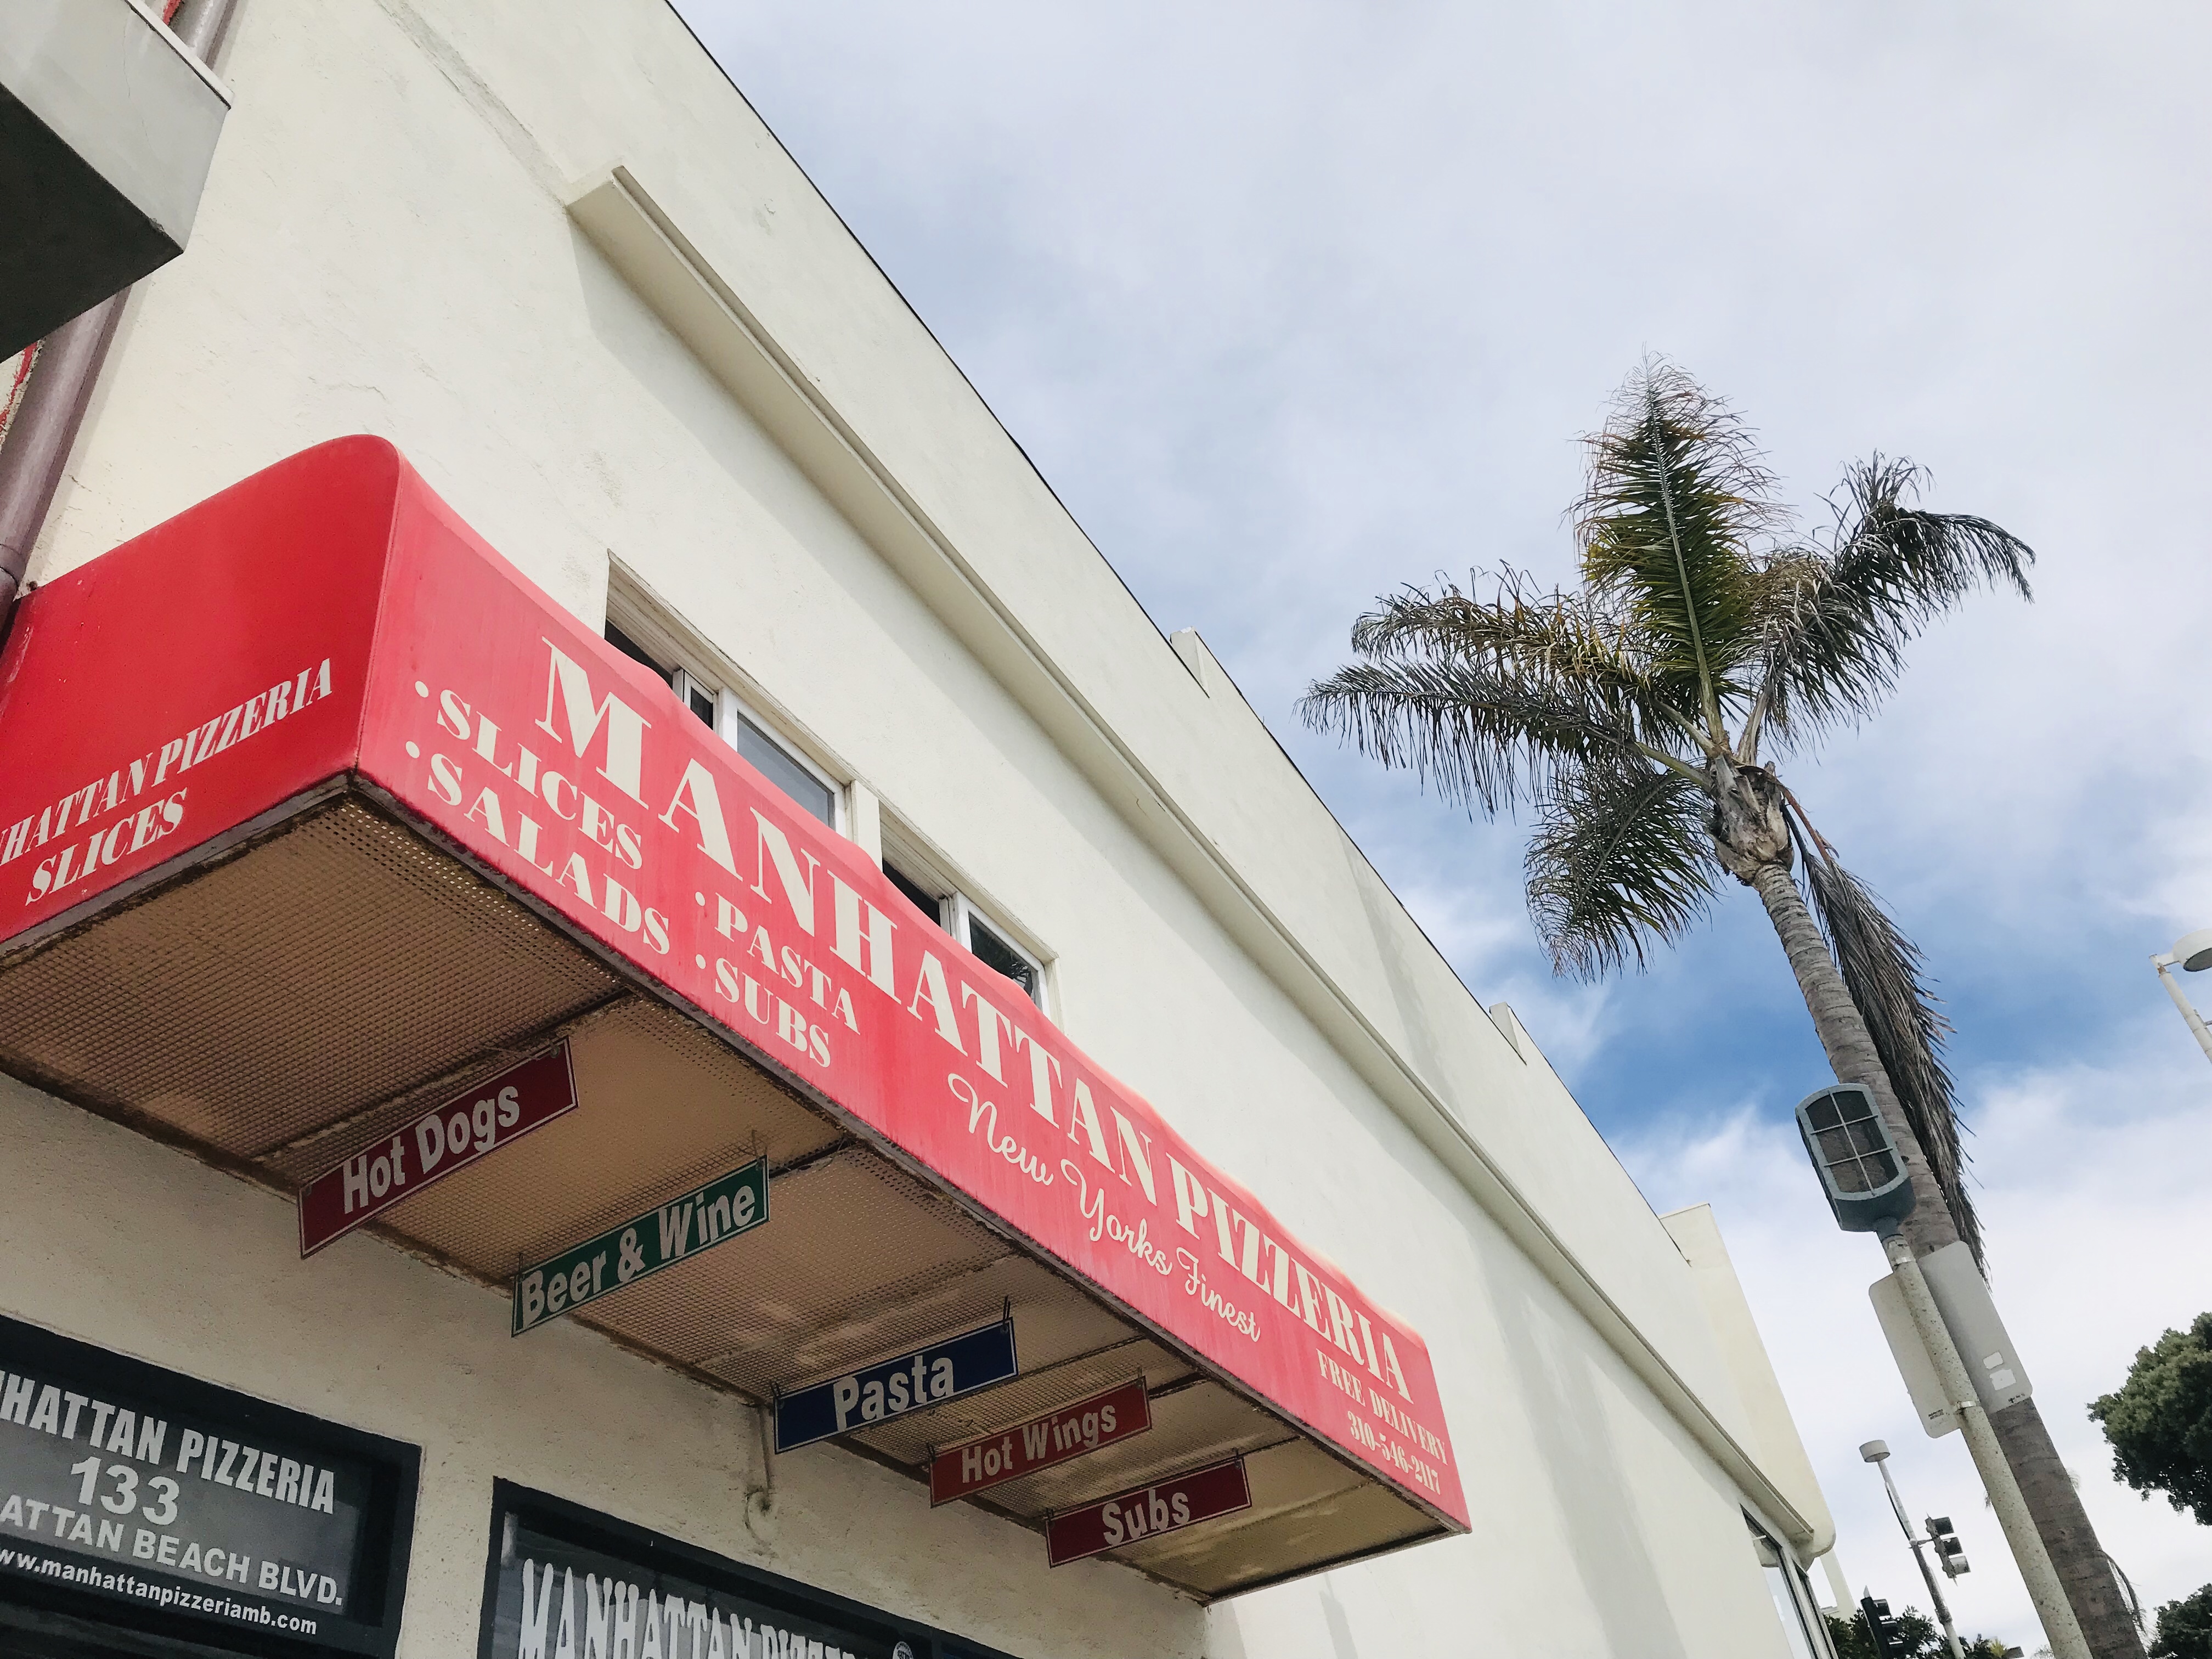 HATTAN PIZZERIA
SLICES
MANHATTAN PIZZERIA
• SLICES
• SALADS
• PASTA
• SUBS
New Yorks Finest
FREE DELIVERY
310-546-2117
Hot Dogs
Beer & Wine
Pasta
Hot Wings
Subs
HATTAN PIZZERIA
133
ATTAN BEACH BLVD.
www.manhattanpizzeriamb.com
MANHATTAN